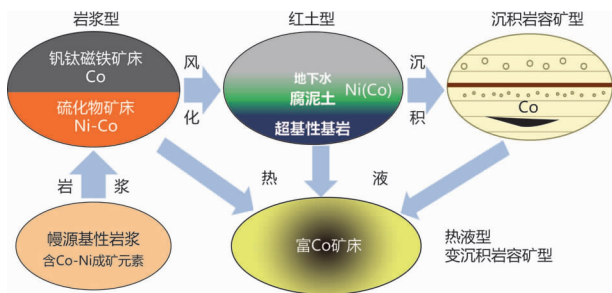 岩浆型
红土型
沉积岩容矿型
钒钛磁铁矿床
Co
硫化物矿床
Ni-Co
风
化
地下水
腐泥土
Ni(Co)
超基性基岩
沉
积
Co
岩
浆
热
液
幔源基性岩浆
含Co-Ni成矿元素
富Co矿床
热液型
变沉积岩容矿型